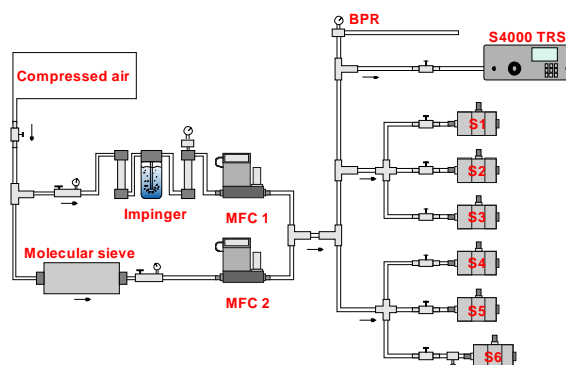 BPR
S4000 TRS
Compressed air
S1
S2
Impinger
MFC 1
S3
Molecular sieve
S4
MFC 2
S5
S6